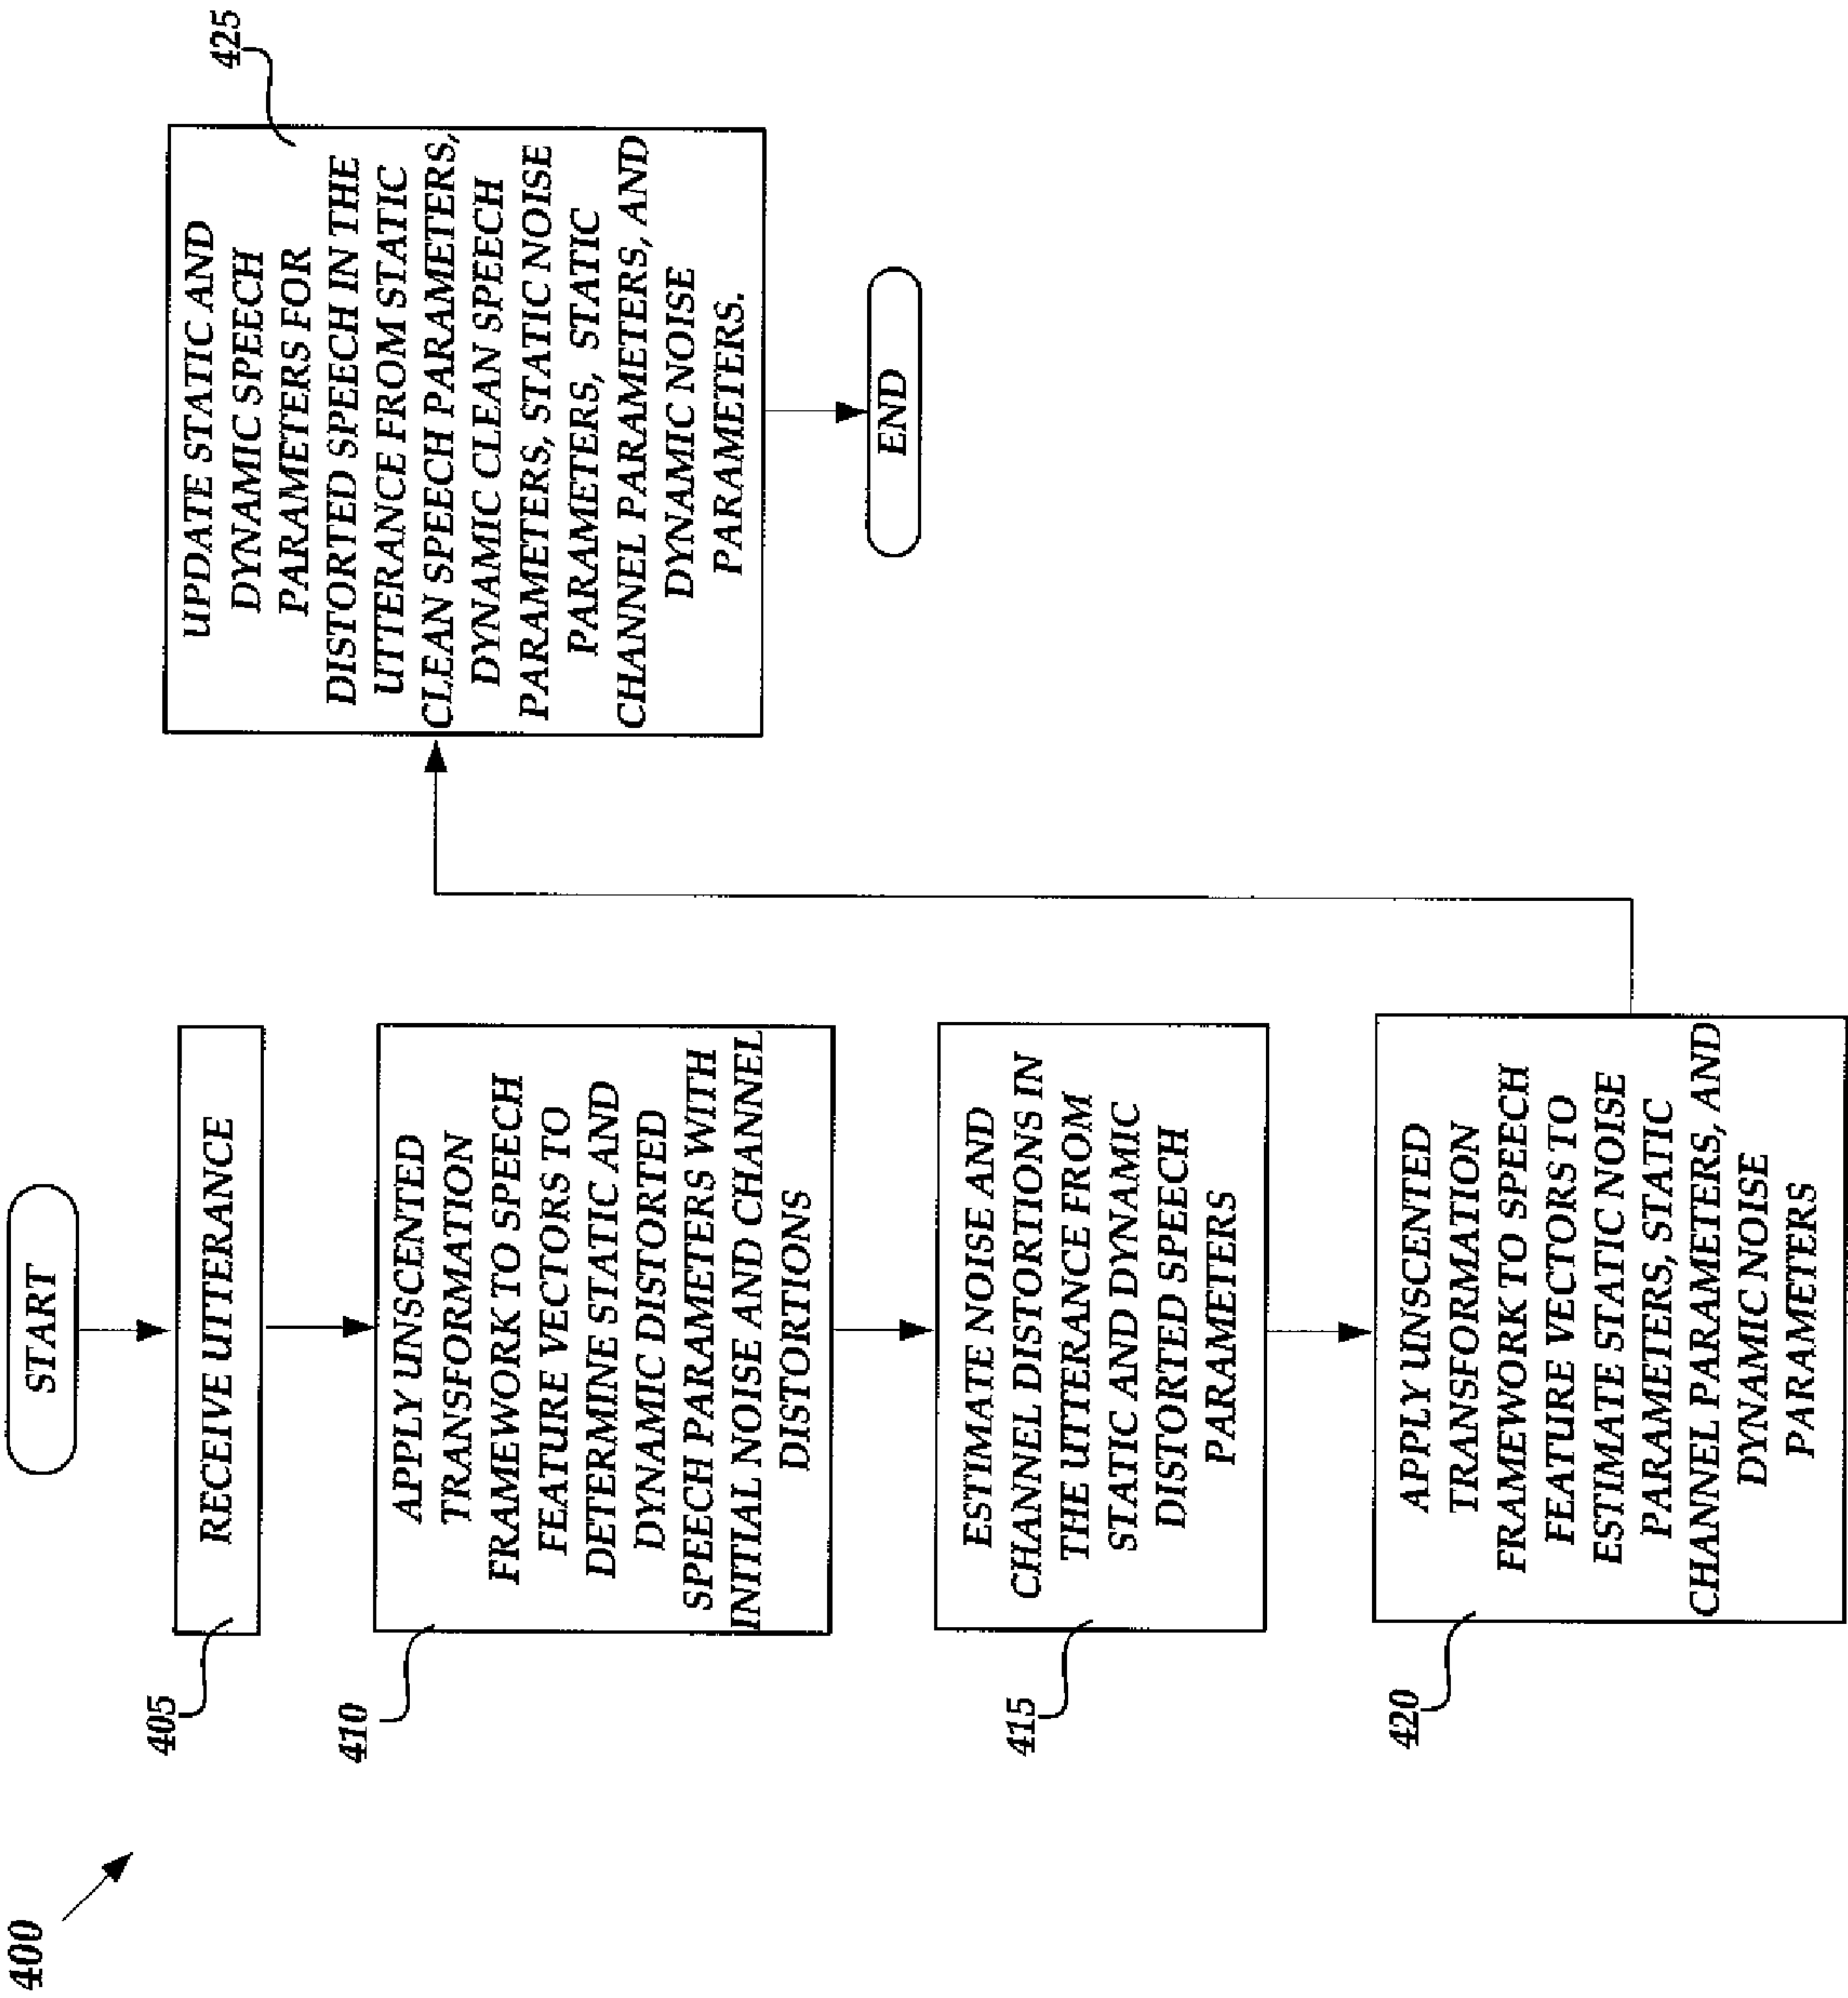 400
START
405
RECEIVE UTTERANCE
410
APPLY UNSCENTED
TRANSFORMATION
FRAMEWORK TO SPEECH
FEATURE VECTORS TO
DETERMINE STATIC AND
DYNAMIC DISTORTED
SPEECH PARAMETERS WITH
INITIAL NOISE AND CHANNEL
DISTORTIONS
415
ESTIMATE NOISE AND
CHANNEL DISTORTIONS IN
THE UTTERANCE FROM
STATIC AND DYNAMIC
DISTORTED SPEECH
PARAMETERS
420
APPLY UNSCENTED
TRANSFORMATION
FRAMEWORK TO SPEECH
FEATURE VECTORS TO
ESTIMATE STATIC NOISE
PARAMETERS, STATIC
CHANNEL PARAMETERS, AND
DYNAMIC NOISE
PARAMETERS
425
UPDATE STATIC AND
DYNAMIC SPEECH
PARAMETERS FOR
DISTORTED SPEECH IN THE
UTTERANCE FROM STATIC
CLEAN SPEECH PARAMETERS,
DYNAMIC CLEAN SPEECH
PARAMETERS, STATIC NOISE
PARAMETERS, STATIC
CHANNEL PARAMETERS, AND
DYNAMIC NOISE
PARAMETERS.
END